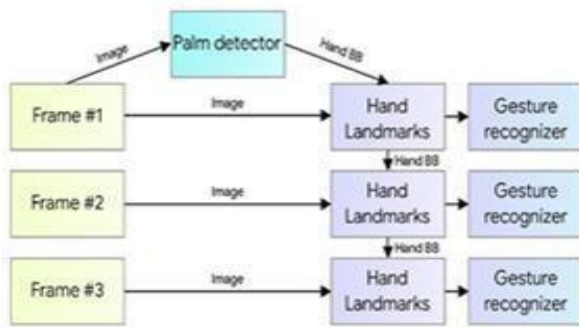 Palm detector
Image
Hand BB
Frame #1
Image
Hand
Landmarks
Gesture
recognizer
Hand BB
Frame #2
Image
Hand
Landmarks
Gesture
recognizer
Hand BB
Frame #3
Image
Hand
Landmarks
Gesture
recognizer